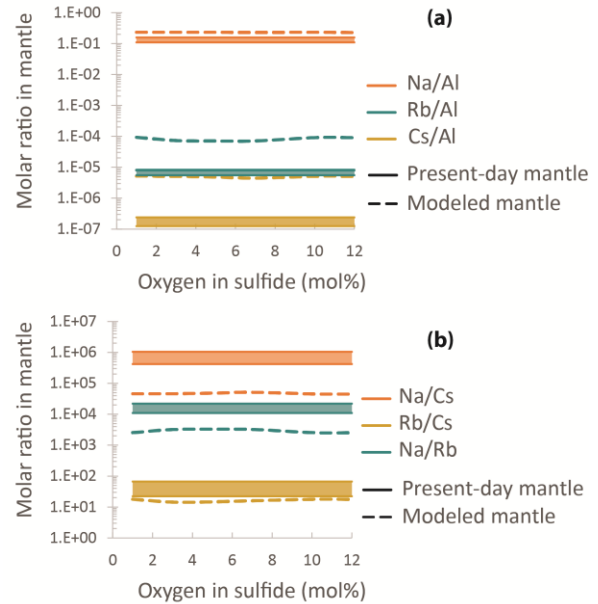 (a)
Molar ratio in mantle
1.E+00
1.E-01
1.E-02
1.E-03
1.E-04
1.E-05
1.E-06
1.E-07
0 2 4 6 8 10 12
Oxygen in sulfide (mol%)
Na/Al
Rb/Al
Cs/Al
Present-day mantle
Modeled mantle
(b)
Molar ratio in mantle
1.E+07
1.E+06
1.E+05
1.E+04
1.E+03
1.E+02
1.E+01
1.E+00
0 2 4 6 8 10 12
Oxygen in sulfide (mol%)
Na/Cs
Rb/Cs
Na/Rb
Present-day mantle
Modeled mantle